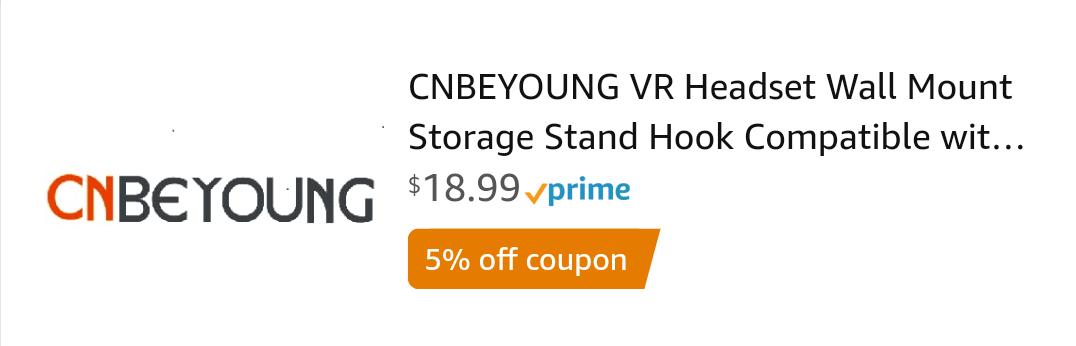 CNBEYOUNG
CNBEYOUNG VR Headset Wall Mount
Storage Stand Hook Compatible wit...
$18.99 prime
5% off coupon